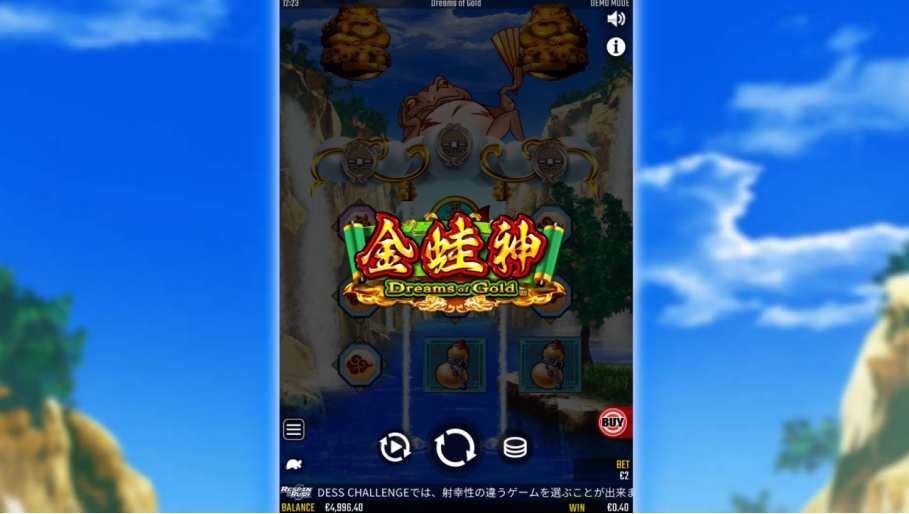 12:23 Dreams of Gold DEMO MODE
金蛙神
Dreams of Gold
BUY
BET
€2
DESS CHALLENGEでは、射幸性の違うゲームを選ぶことが出来ま
BALANCE €4,996.40 WIN €0.40